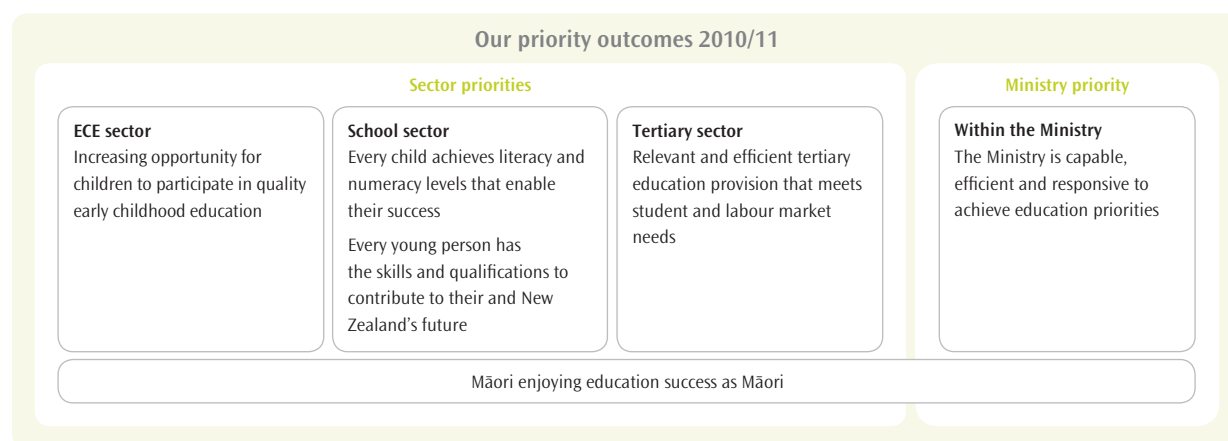 Our priority outcomes 2010/11
Sector priorities
ECE sector
Increasing opportunity for
children to participate in quality
early childhood education
School sector
Every child achieves literacy and
numeracy levels that enable
their success
Every young person has
the skills and qualifications to
contribute to their and New
Zealand’s future
Tertiary sector
Relevant and efficient tertiary
education provision that meets
student and labour market
needs
Ministry priority
Within the Ministry
The Ministry is capable,
efficient and responsive to
achieve education priorities
Māori enjoying education success as Māori